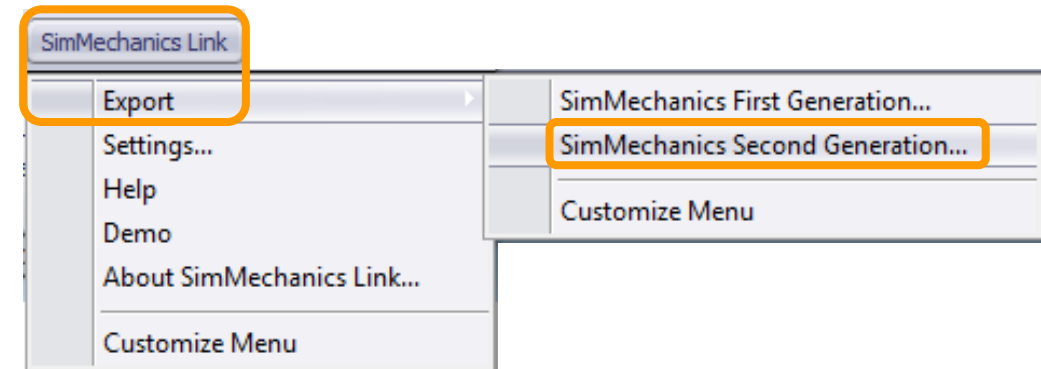 SimMechanics Link
Export
Settings...
Help
Demo
About SimMechanics Link...
Customize Menu
SimMechanics First Generation...
SimMechanics Second Generation...
Customize Menu